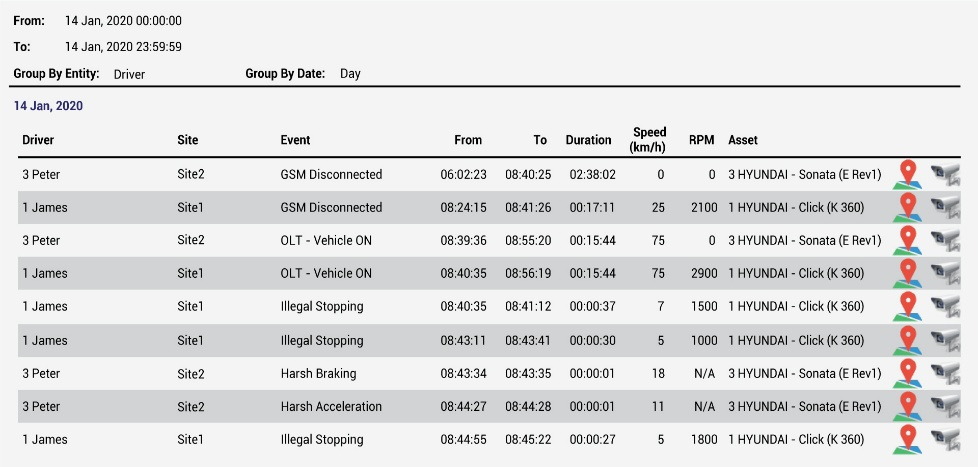 From: 14 Jan, 2020 00:00:00
To: 14 Jan, 2020 23:59:59
Group By Entity: Driver Group By Date: Day
14 Jan, 2020
Driver Site Event From To Duration Speed (km/h) RPM Asset
3 Peter Site2 GSM Disconnected 06:02:23 08:40:25 02:38:02 0 0 3 HYUNDAI - Sonata (E Rev1)
1 James Site1 GSM Disconnected 08:24:15 08:41:26 00:17:11 25 2100 1 HYUNDAI - Click (K 360)
3 Peter Site2 OLT - Vehicle ON 08:39:36 08:55:20 00:15:44 75 0 3 HYUNDAI - Sonata (E Rev1)
1 James Site1 OLT - Vehicle ON 08:40:35 08:56:19 00:15:44 75 2900 1 HYUNDAI - Click (K 360)
1 James Site1 Illegal Stopping 08:40:35 08:41:12 00:00:37 7 1500 1 HYUNDAI - Click (K 360)
1 James Site1 Illegal Stopping 08:43:11 08:43:41 00:00:30 5 1000 1 HYUNDAI - Click (K 360)
3 Peter Site2 Harsh Braking 08:43:34 08:43:35 00:00:01 18 N/A 3 HYUNDAI - Sonata (E Rev1)
3 Peter Site2 Harsh Acceleration 08:44:27 08:44:28 00:00:01 11 N/A 3 HYUNDAI - Sonata (E Rev1)
1 James Site1 Illegal Stopping 08:44:55 08:45:22 00:00:27 5 1800 1 HYUNDAI - Click (K 360)